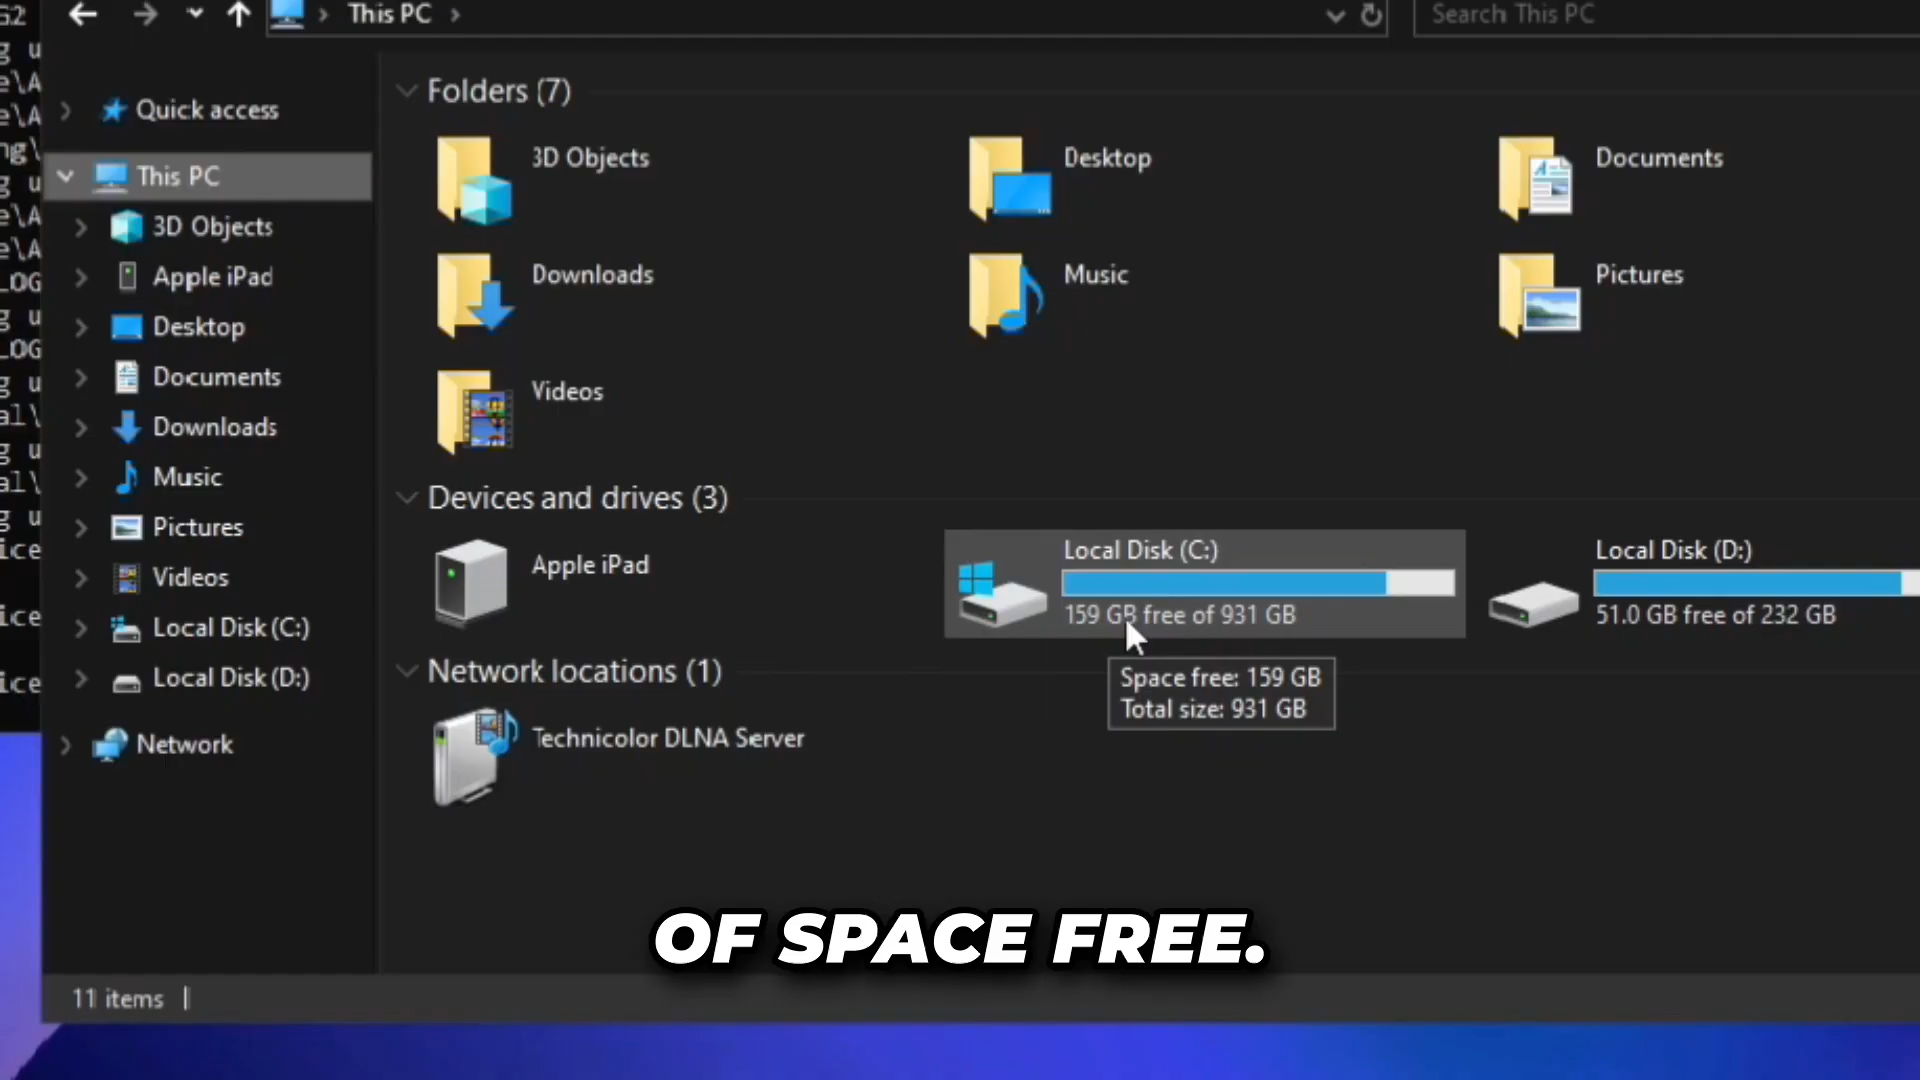 This PC
Search This PC
Quick access
This PC
3D Objects
Apple iPad
Desktop
Documents
Downloads
Music
Pictures
Videos
Local Disk (C:)
Local Disk (D:)
Network
Folders (7)
3D Objects
Desktop
Documents
Downloads
Music
Pictures
Videos
Devices and drives (3)
Apple iPad
Local Disk (C:)
159 GB free of 931 GB
Local Disk (D:)
51.0 GB free of 232 GB
Space free: 159 GB
Total size: 931 GB
Network locations (1)
Technicolor DLNA Server
OF SPACE FREE.
11 items